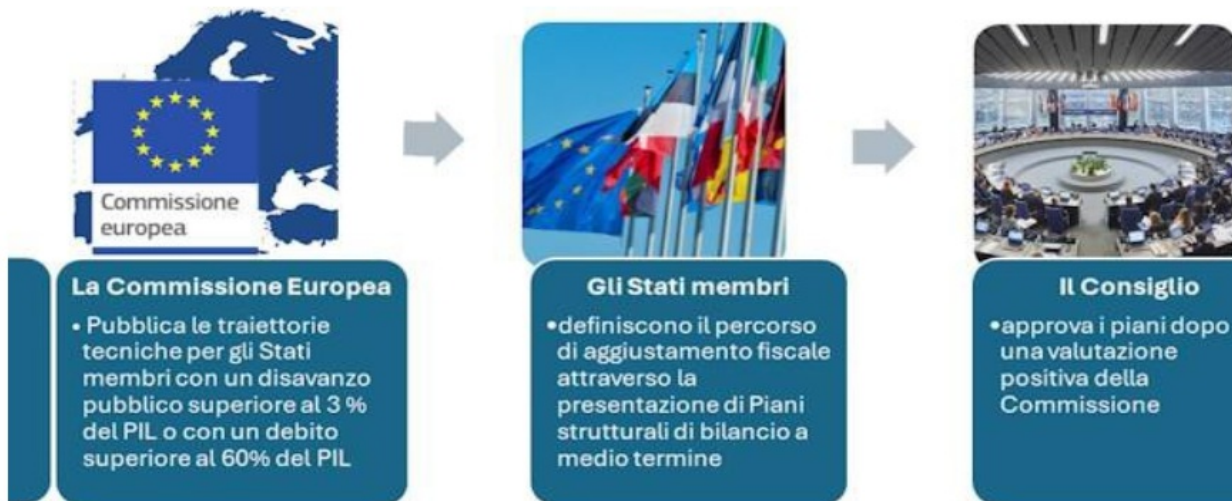 Commissione
europea
La Commissione Europea
• Pubblica le traiettorie
tecniche per gli Stati
membri con un disavanzo
pubblico superiore al 3 %
del PIL o con un debito
superiore al 60% del PIL
Gli Stati membri
•definiscono il percorso
di aggiustamento fiscale
attraverso la
presentazione di Piani
strutturali di bilancio a
medio termine
Il Consiglio
•approva i piani dopo
una valutazione
positiva della
Commissione